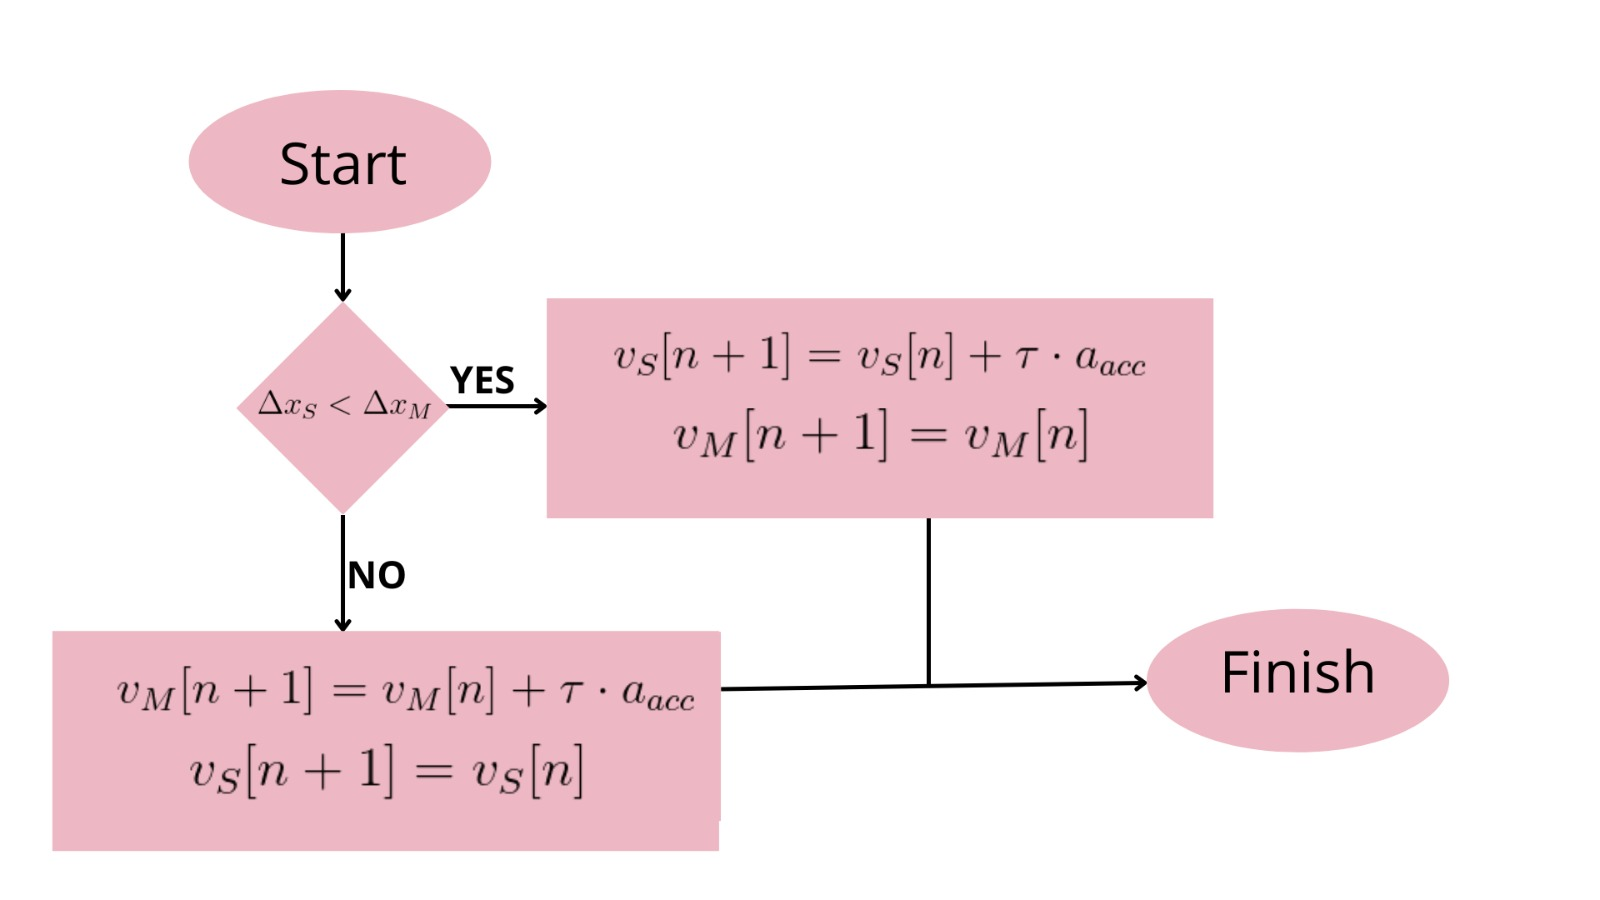 Start
Δx_S < Δx_M
YES
v_S[n + 1] = v_S[n] + τ · a_acc
v_M[n + 1] = v_M[n]
NO
v_M[n + 1] = v_M[n] + τ · a_acc
v_S[n + 1] = v_S[n]
Finish